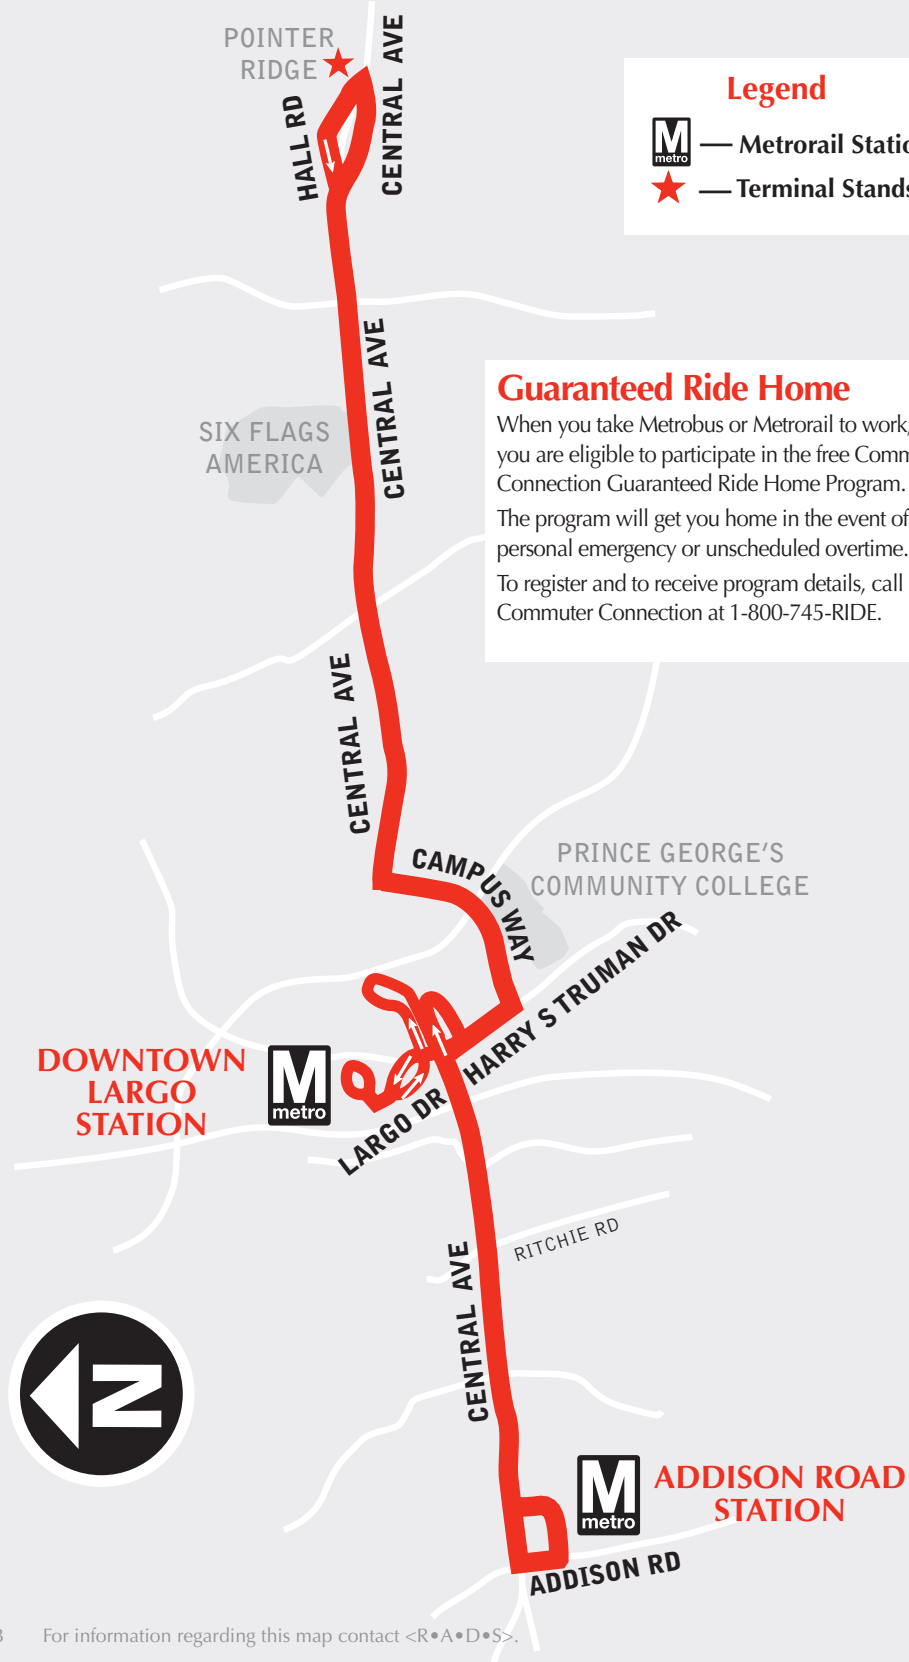 POINTER
RIDGE
CENTRAL AVE
HALL RD
Legend
M
metro
— Metrorail Statio
— Terminal Stands
CENTRAL AVE
SIX FLAGS
AMERICA
Guaranteed Ride Home
When you take Metrobus or Metrorail to work,
you are eligible to participate in the free Comm
Connection Guaranteed Ride Home Program.
The program will get you home in the event of
personal emergency or unscheduled overtime.
To register and to receive program details, call
Commuter Connection at 1-800-745-RIDE.
CENTRAL AVE
CAMPUS WAY
PRINCE GEORGE'S
COMMUNITY COLLEGE
HARRY S TRUMAN DR
DOWNTOWN
LARGO
STATION
M
metro
LARGO DR
RITCHIE RD
CENTRAL AVE
N
M
metro
ADDISON ROAD
STATION
ADDISON RD
3 For information regarding this map contact <R•A•D•S>.